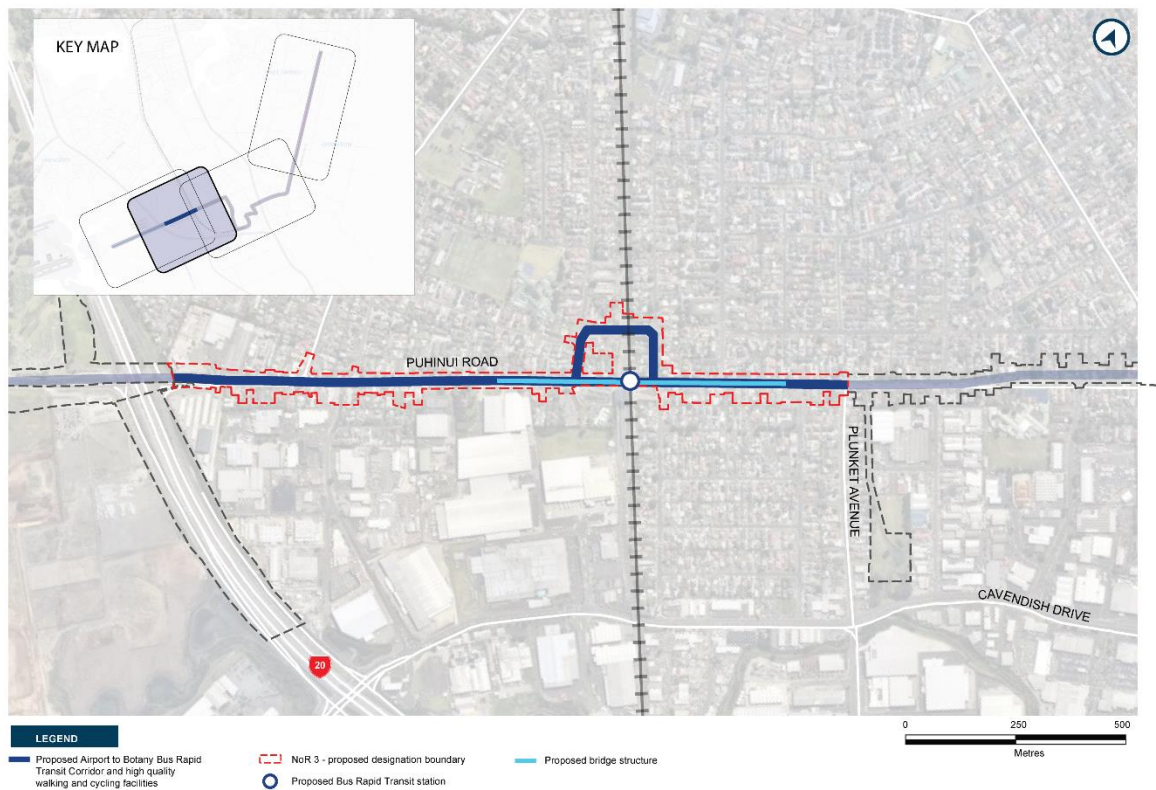 KEY MAP
PUHINUI ROAD
PLUNKET AVENUE
CAVENDISH DRIVE
20
0 250 500
Metres
LEGEND
Proposed Airport to Botany Bus Rapid
Transit Corridor and high quality
walking and cycling facilities
NoR 3 - proposed designation boundary
Proposed Bus Rapid Transit station
Proposed bridge structure